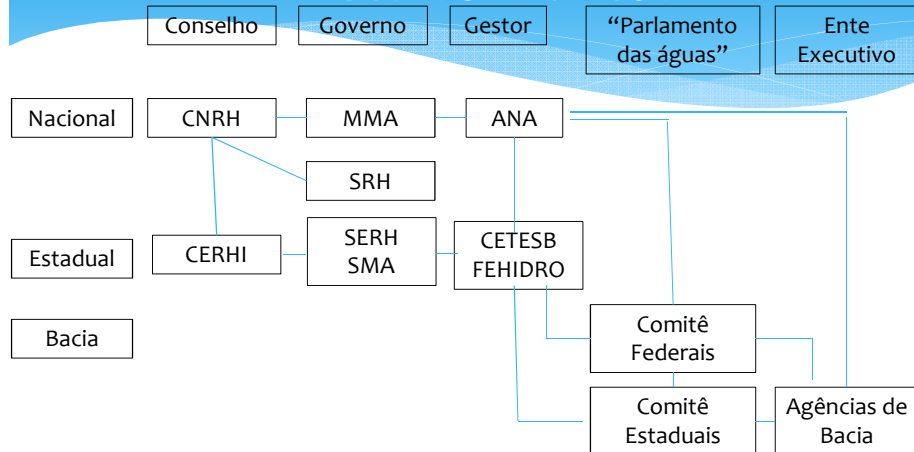 Conselho
Governo
Gestor
“Parlamento
das águas”
Ente
Executivo
Nacional
CNRH
MMA
ANA
SRH
Estadual
CERHI
SERH
SMA
CETESB
FEHIDRO
Bacia
Comitê
Federais
Comitê
Estaduais
Agências de
Bacia